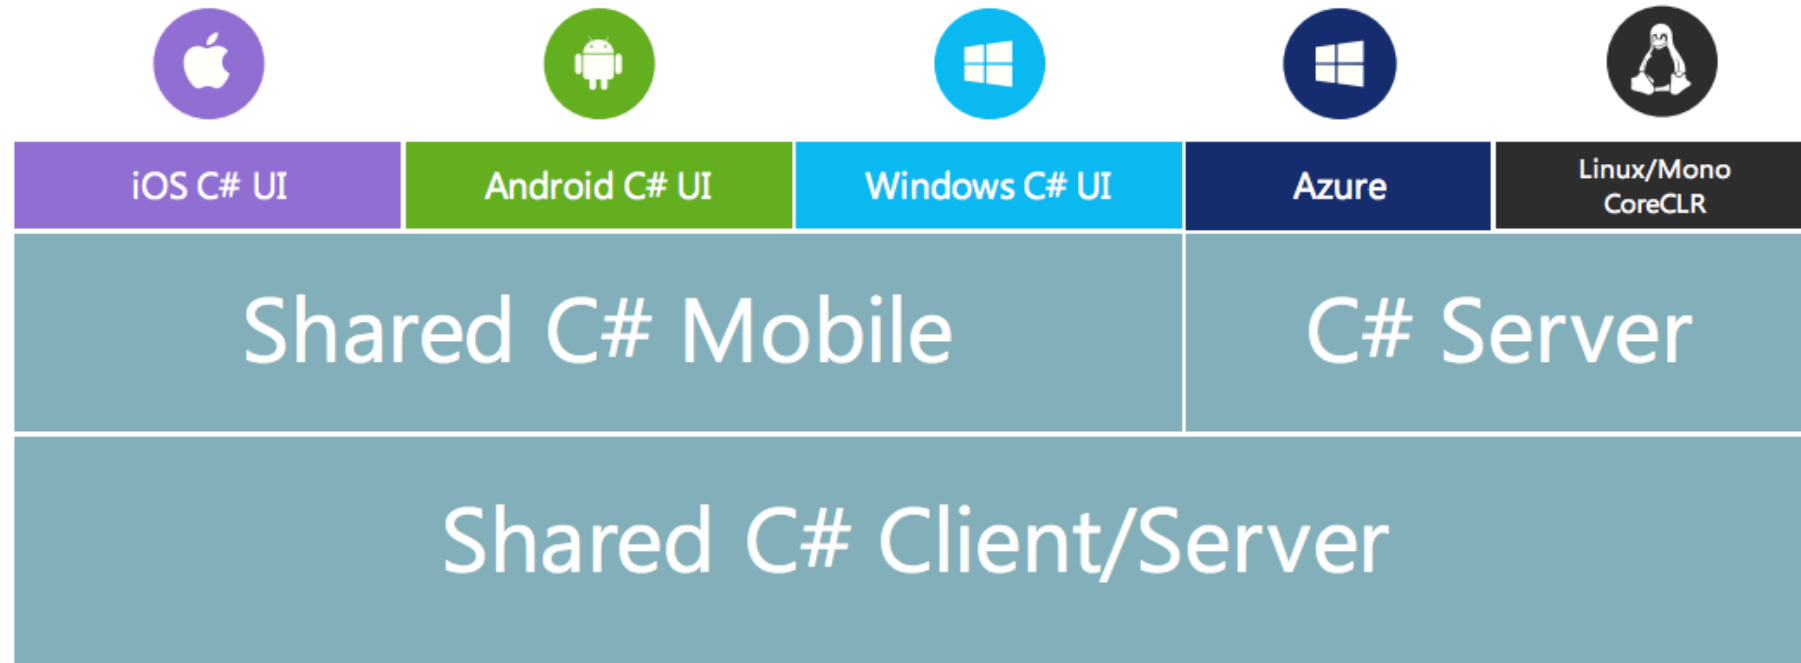 iOS C# UI
Android C# UI
Windows C# UI
Azure
Linux/Mono
CoreCLR
Shared C# Mobile
C# Server
Shared C# Client/Server